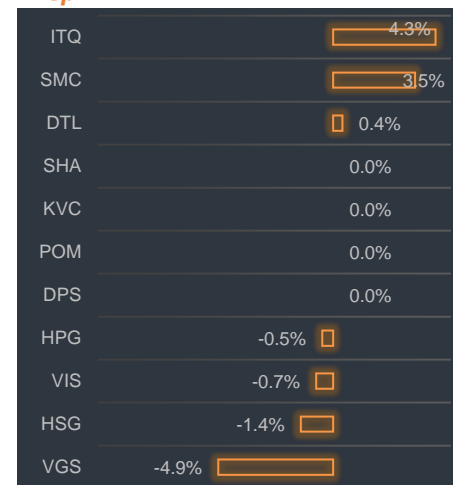 ITQ 4.3%
SMC 3.5%
DTL 0.4%
SHA 0.0%
KVC 0.0%
POM 0.0%
DPS 0.0%
HPG -0.5%
VIS -0.7%
HSG -1.4%
VGS -4.9%